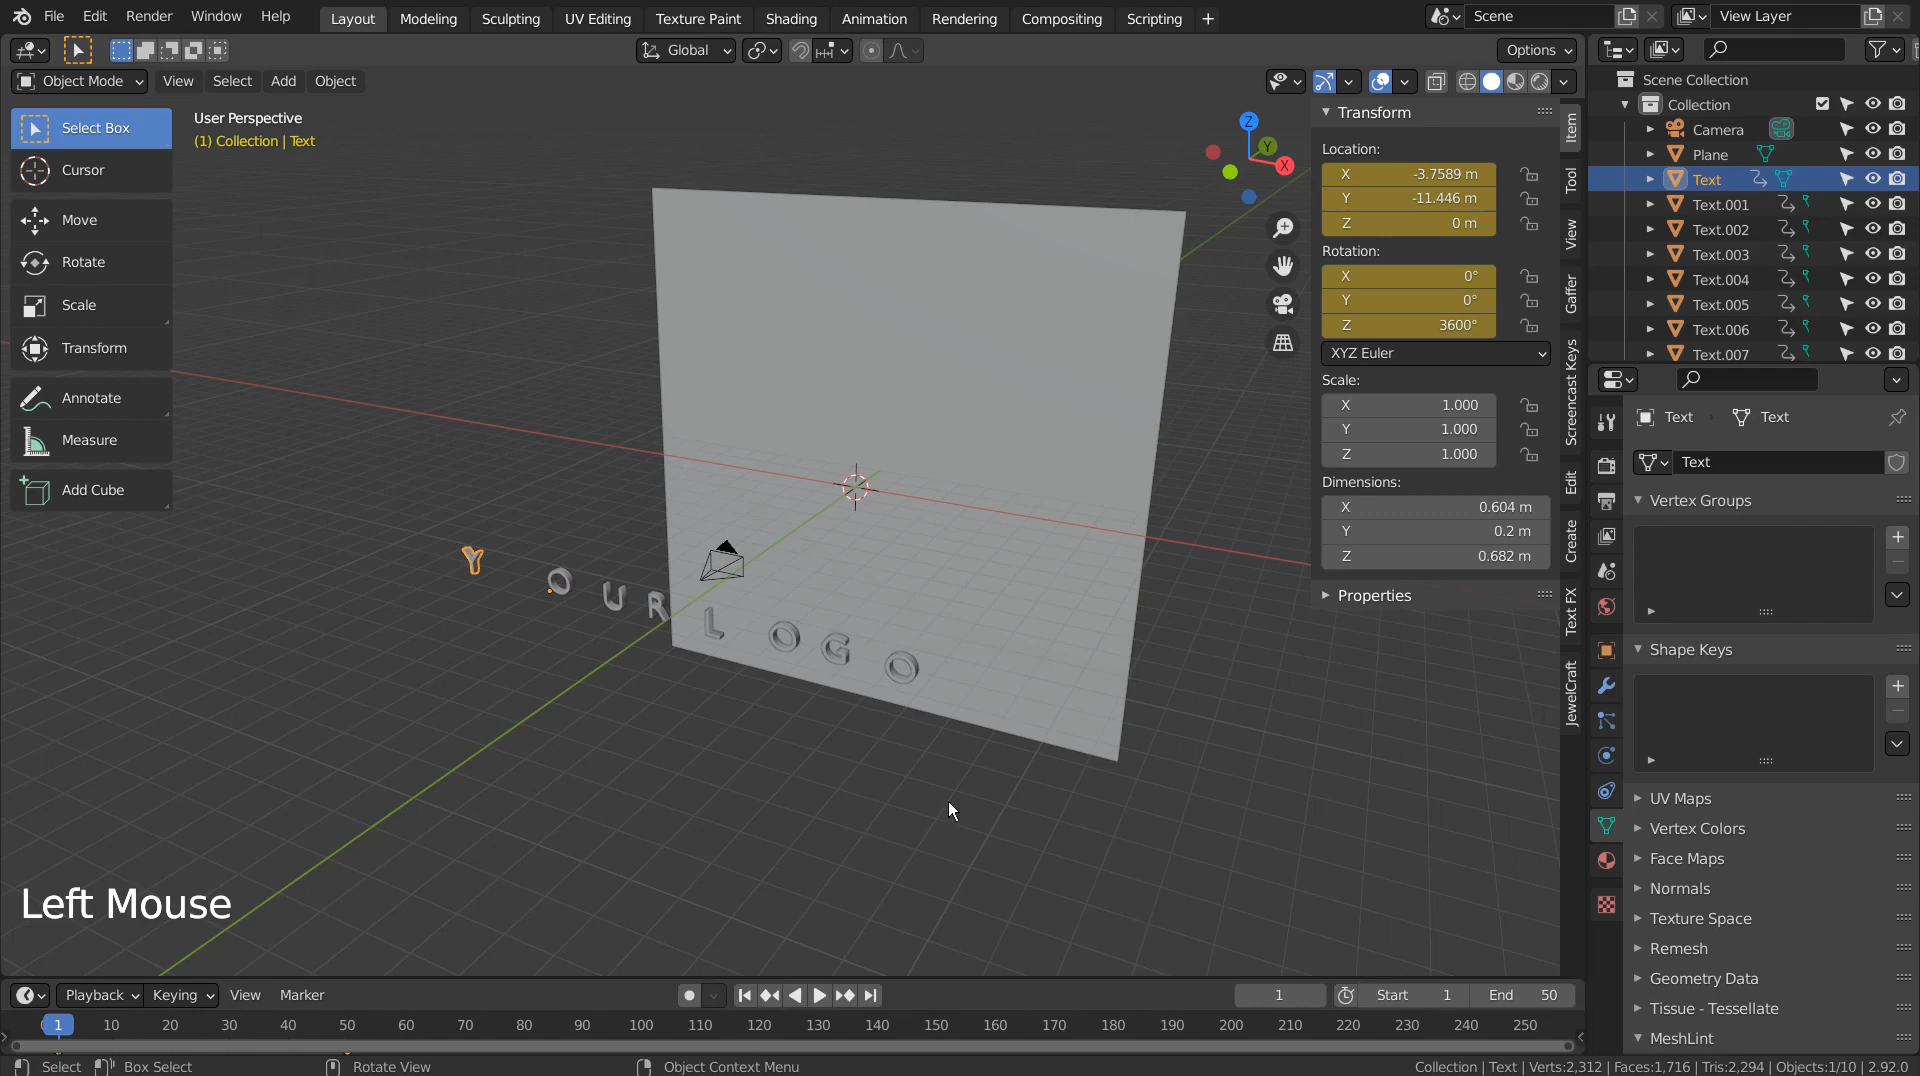 File Edit Render Window Help Layout Modeling Sculpting UV Editing Texture Paint Shading Animation Rendering Compositing Scripting + Scene View Layer
Global Options
Object Mode View Select Add Object
Select Box
Cursor
Move
Rotate
Scale
Transform
Annotate
Measure
Add Cube
User Perspective
(1) Collection | Text
Z
Y
X
Y O U R L O G O
Left Mouse
Transform
Location:
X -3.7589 m
Y -11.446 m
Z 0 m
Rotation:
X 0°
Y 0°
Z 3600°
XYZ Euler
Scale:
X 1.000
Y 1.000
Z 1.000
Dimensions:
X 0.604 m
Y 0.2 m
Z 0.682 m
Properties
Item
Tool
View
Gaffer
Screencast Keys
Edit
Create
Text FX
JewelCraft
Scene Collection
Collection
Camera
Plane
Text
Text.001
Text.002
Text.003
Text.004
Text.005
Text.006
Text.007
Text Text
Text
Vertex Groups
Shape Keys
UV Maps
Vertex Colors
Face Maps
Normals
Texture Space
Remesh
Geometry Data
Tissue - Tessellate
MeshLint
Playback Keying View Marker 1 Start 1 End 50
1 10 20 30 40 50 60 70 80 90 100 110 120 130 140 150 160 170 180 190 200 210 220 230 240 250
Select Box Select Rotate View Object Context Menu Collection | Text | Verts:2,312 | Faces:1,716 | Tris:2,294 | Objects:1/10 | 2.92.0